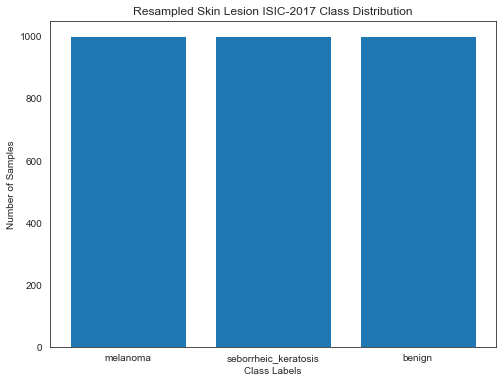 Resampled Skin Lesion ISIC-2017 Class Distribution
1000
800
600
400
200
0
Number of Samples
melanoma seborrheic_keratosis benign
Class Labels